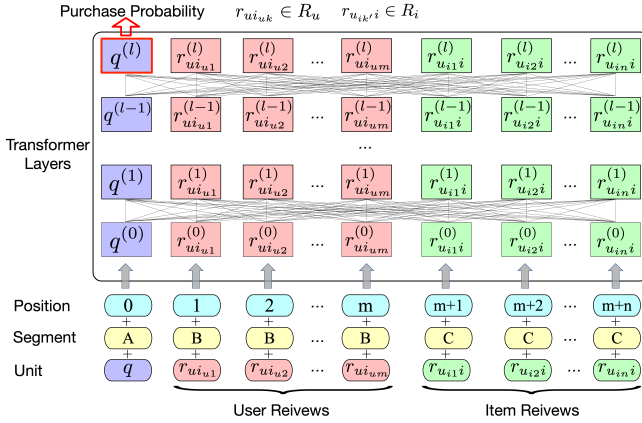 Purchase Probability r_{ui_{uk}} ∈ R_u r_{u_{ik'}i} ∈ R_i
q^{(l)} r^{(l)}_{ui_{u1}} r^{(l)}_{ui_{u2}} ... r^{(l)}_{ui_{um}} r^{(l)}_{u_{i1}i} r^{(l)}_{u_{i2}i} ... r^{(l)}_{u_{in}i}
q^{(l-1)} r^{(l-1)}_{ui_{u1}} r^{(l-1)}_{ui_{u2}} ... r^{(l-1)}_{ui_{um}} r^{(l-1)}_{u_{i1}i} r^{(l-1)}_{u_{i2}i} ... r^{(l-1)}_{u_{in}i}
Transformer
Layers
...
q^{(1)} r^{(1)}_{ui_{u1}} r^{(1)}_{ui_{u2}} ... r^{(1)}_{ui_{um}} r^{(1)}_{u_{i1}i} r^{(1)}_{u_{i2}i} ... r^{(1)}_{u_{in}i}
q^{(0)} r^{(0)}_{ui_{u1}} r^{(0)}_{ui_{u2}} ... r^{(0)}_{ui_{um}} r^{(0)}_{u_{i1}i} r^{(0)}_{u_{i2}i} ... r^{(0)}_{u_{in}i}
Position 0 1 2 ... m m+1 m+2 ... m+n
+ + + + + + +
Segment A B B ... B C C ... C
+ + + + + + +
Unit q r_{ui_{u1}} r_{ui_{u2}} ... r_{ui_{um}} r_{u_{i1}i} r_{u_{i2}i} ... r_{u_{in}i}
User Reivews Item Reivews